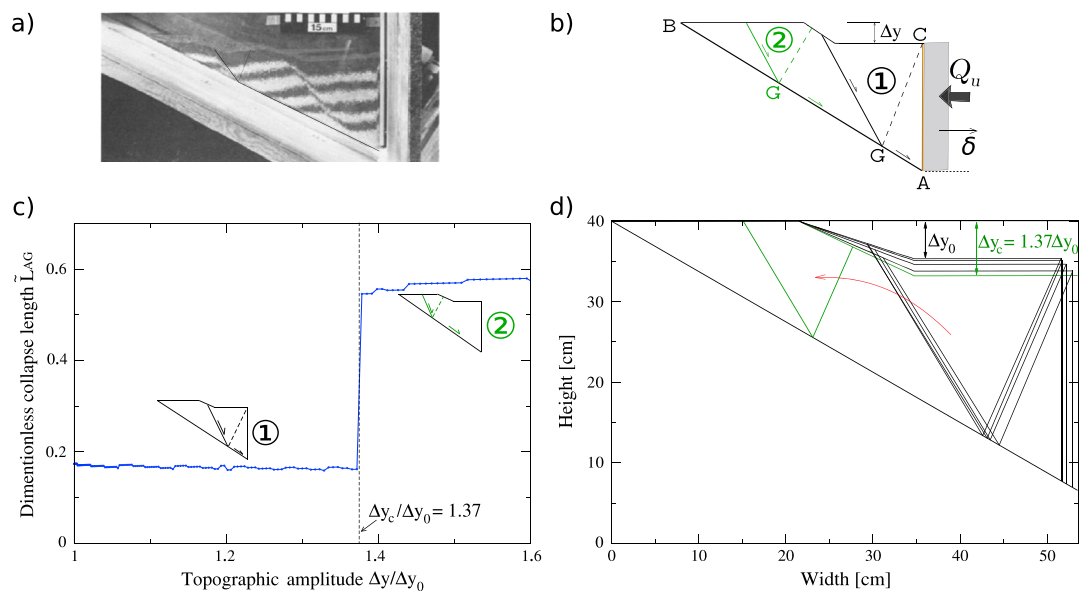 a)
15cm
b)
B
②
Δy
C
①
Q_u
G
G
δ
A
c)
Dimentionless collapse length L̃_AG
0.6
0.4
0.2
0
②
①
Δy_c/Δy_0 = 1.37
1
1.2
1.4
1.6
Topographic amplitude Δy/Δy_0
d)
Height [cm]
40
30
20
10
0
Δy_0
Δy_c = 1.37Δy_0
0
10
20
30
40
50
Width [cm]